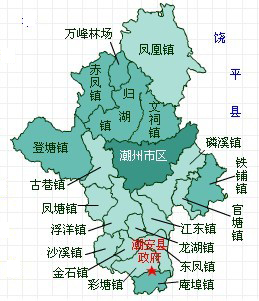 万峰林场
凤凰镇
饶平县
赤凤镇
归湖镇
文祠镇
登塘镇
潮州市区
磷溪镇
铁铺镇
古巷镇
官塘镇
凤塘镇
浮洋镇
江东镇
潮安县
政府
龙湖镇
沙溪镇
东凤镇
金石镇
彩塘镇
庵埠镇